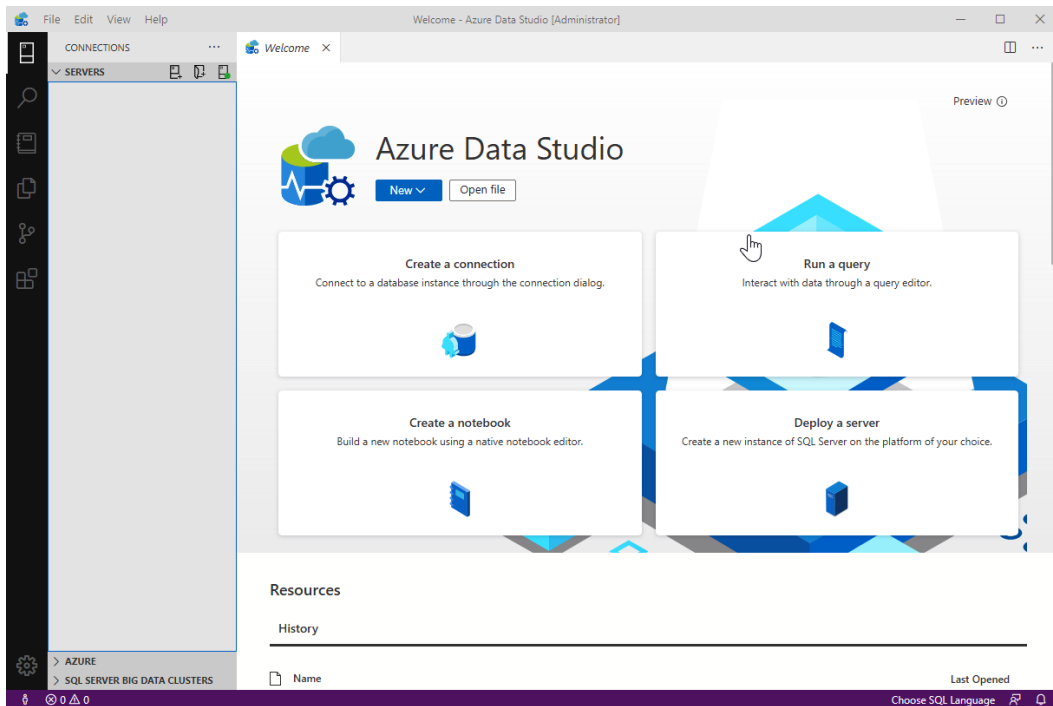 File Edit View Help
Welcome - Azure Data Studio [Administrator]
CONNECTIONS
Welcome
SERVERS
Preview
Azure Data Studio
New
Open file
Create a connection
Connect to a database instance through the connection dialog.
Run a query
Interact with data through a query editor.
Create a notebook
Build a new notebook using a native notebook editor.
Deploy a server
Create a new instance of SQL Server on the platform of your choice.
Resources
History
Name
Last Opened
AZURE
SQL SERVER BIG DATA CLUSTERS
0 0
Choose SQL Language